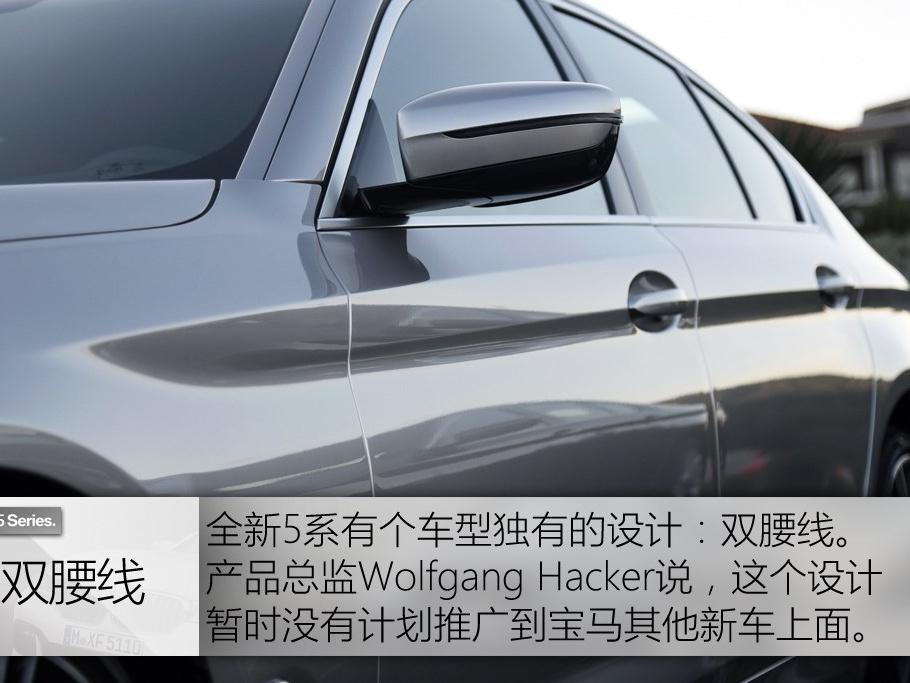 5 Series.
双腰线
全新5系有个车型独有的设计：双腰线。
产品总监Wolfgang Hacker说，这个设计
暂时没有计划推广到宝马其他新车上面。
M XF 5110